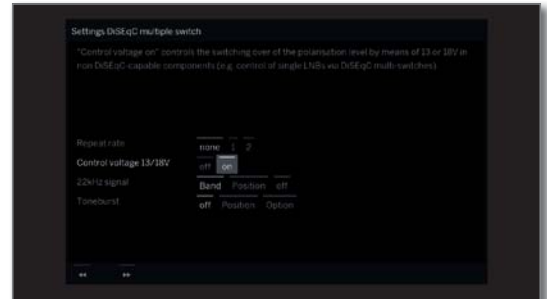 Settings DiSEqC multiple switch
"Control voltage on" controls the switching over of the polarisation level by means of 13 or 18V in
non DiSEqC-capable components (e.g. control of single LNBs via DiSEqC multi-switches).
Repeat rate none 1 2
Control voltage 13/18V off on
22kHz signal Band Position off
Toneburst off Position Option